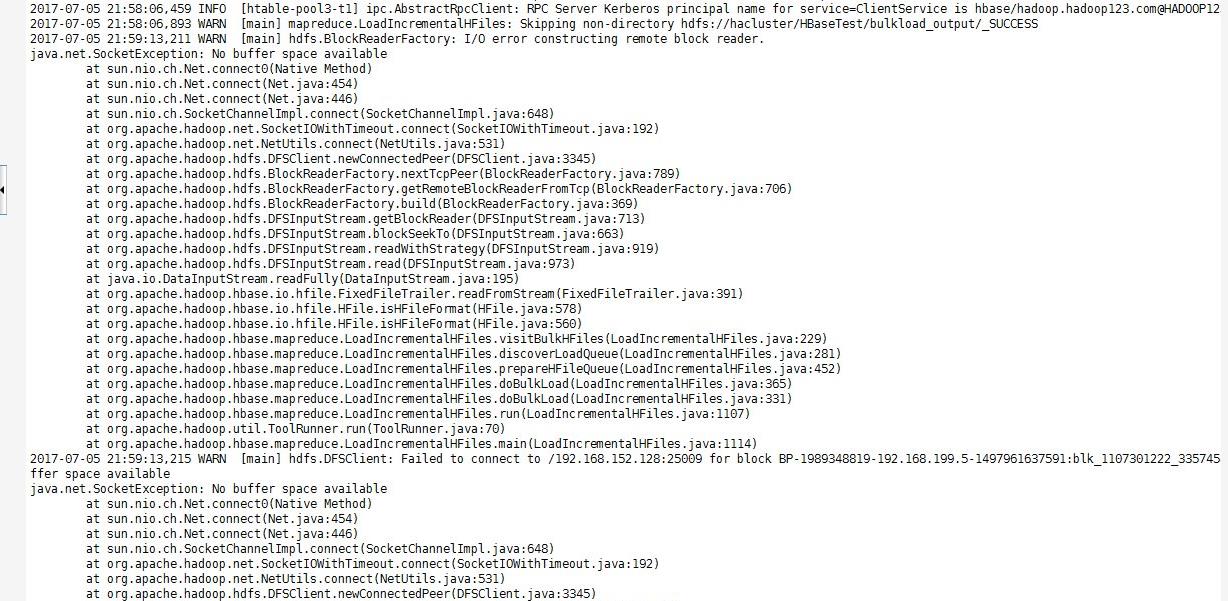 2017-07-05 21:58:06,459 INFO  [htable-pool3-t1] ipc.AbstractRpcClient: RPC Server Kerberos principal name for service=ClientService is hbase/hadoop.hadoop123.com@HADOOP12
2017-07-05 21:58:06,893 WARN  [main] mapreduce.LoadIncrementalHFiles: Skipping non-directory hdfs://hacluster/HBaseTest/bulkload_output/_SUCCESS
2017-07-05 21:59:13,211 WARN  [main] hdfs.BlockReaderFactory: I/O error constructing remote block reader.
java.net.SocketException: No buffer space available
at sun.nio.ch.Net.connect0(Native Method)
at sun.nio.ch.Net.connect(Net.java:454)
at sun.nio.ch.Net.connect(Net.java:446)
at sun.nio.ch.SocketChannelImpl.connect(SocketChannelImpl.java:648)
at org.apache.hadoop.net.SocketIOWithTimeout.connect(SocketIOWithTimeout.java:192)
at org.apache.hadoop.net.NetUtils.connect(NetUtils.java:531)
at org.apache.hadoop.hdfs.DFSClient.newConnectedPeer(DFSClient.java:3345)
at org.apache.hadoop.hdfs.BlockReaderFactory.nextTcpPeer(BlockReaderFactory.java:789)
at org.apache.hadoop.hdfs.BlockReaderFactory.getRemoteBlockReaderFromTcp(BlockReaderFactory.java:706)
at org.apache.hadoop.hdfs.BlockReaderFactory.build(BlockReaderFactory.java:369)
at org.apache.hadoop.hdfs.DFSInputStream.getBlockReader(DFSInputStream.java:713)
at org.apache.hadoop.hdfs.DFSInputStream.blockSeekTo(DFSInputStream.java:663)
at org.apache.hadoop.hdfs.DFSInputStream.readWithStrategy(DFSInputStream.java:919)
at org.apache.hadoop.hdfs.DFSInputStream.read(DFSInputStream.java:973)
at java.io.DataInputStream.readFully(DataInputStream.java:195)
at org.apache.hadoop.hbase.io.hfile.FixedFileTrailer.readFromStream(FixedFileTrailer.java:391)
at org.apache.hadoop.hbase.io.hfile.HFile.isHFileFormat(HFile.java:578)
at org.apache.hadoop.hbase.io.hfile.HFile.isHFileFormat(HFile.java:560)
at org.apache.hadoop.hbase.mapreduce.LoadIncrementalHFiles.visitBulkHFiles(LoadIncrementalHFiles.java:229)
at org.apache.hadoop.hbase.mapreduce.LoadIncrementalHFiles.discoverLoadQueue(LoadIncrementalHFiles.java:281)
at org.apache.hadoop.hbase.mapreduce.LoadIncrementalHFiles.prepareHFileQueue(LoadIncrementalHFiles.java:452)
at org.apache.hadoop.hbase.mapreduce.LoadIncrementalHFiles.doBulkLoad(LoadIncrementalHFiles.java:365)
at org.apache.hadoop.hbase.mapreduce.LoadIncrementalHFiles.doBulkLoad(LoadIncrementalHFiles.java:331)
at org.apache.hadoop.hbase.mapreduce.LoadIncrementalHFiles.run(LoadIncrementalHFiles.java:1107)
at org.apache.hadoop.util.ToolRunner.run(ToolRunner.java:70)
at org.apache.hadoop.hbase.mapreduce.LoadIncrementalHFiles.main(LoadIncrementalHFiles.java:1114)
2017-07-05 21:59:13,215 WARN  [main] hdfs.DFSClient: Failed to connect to /192.168.152.128:25009 for block BP-1989348819-192.168.199.5-1497961637591:blk_1107301222_335745
ffer space available
java.net.SocketException: No buffer space available
at sun.nio.ch.Net.connect0(Native Method)
at sun.nio.ch.Net.connect(Net.java:454)
at sun.nio.ch.Net.connect(Net.java:446)
at sun.nio.ch.SocketChannelImpl.connect(SocketChannelImpl.java:648)
at org.apache.hadoop.net.SocketIOWithTimeout.connect(SocketIOWithTimeout.java:192)
at org.apache.hadoop.net.NetUtils.connect(NetUtils.java:531)
at org.apache.hadoop.hdfs.DFSClient.newConnectedPeer(DFSClient.java:3345)